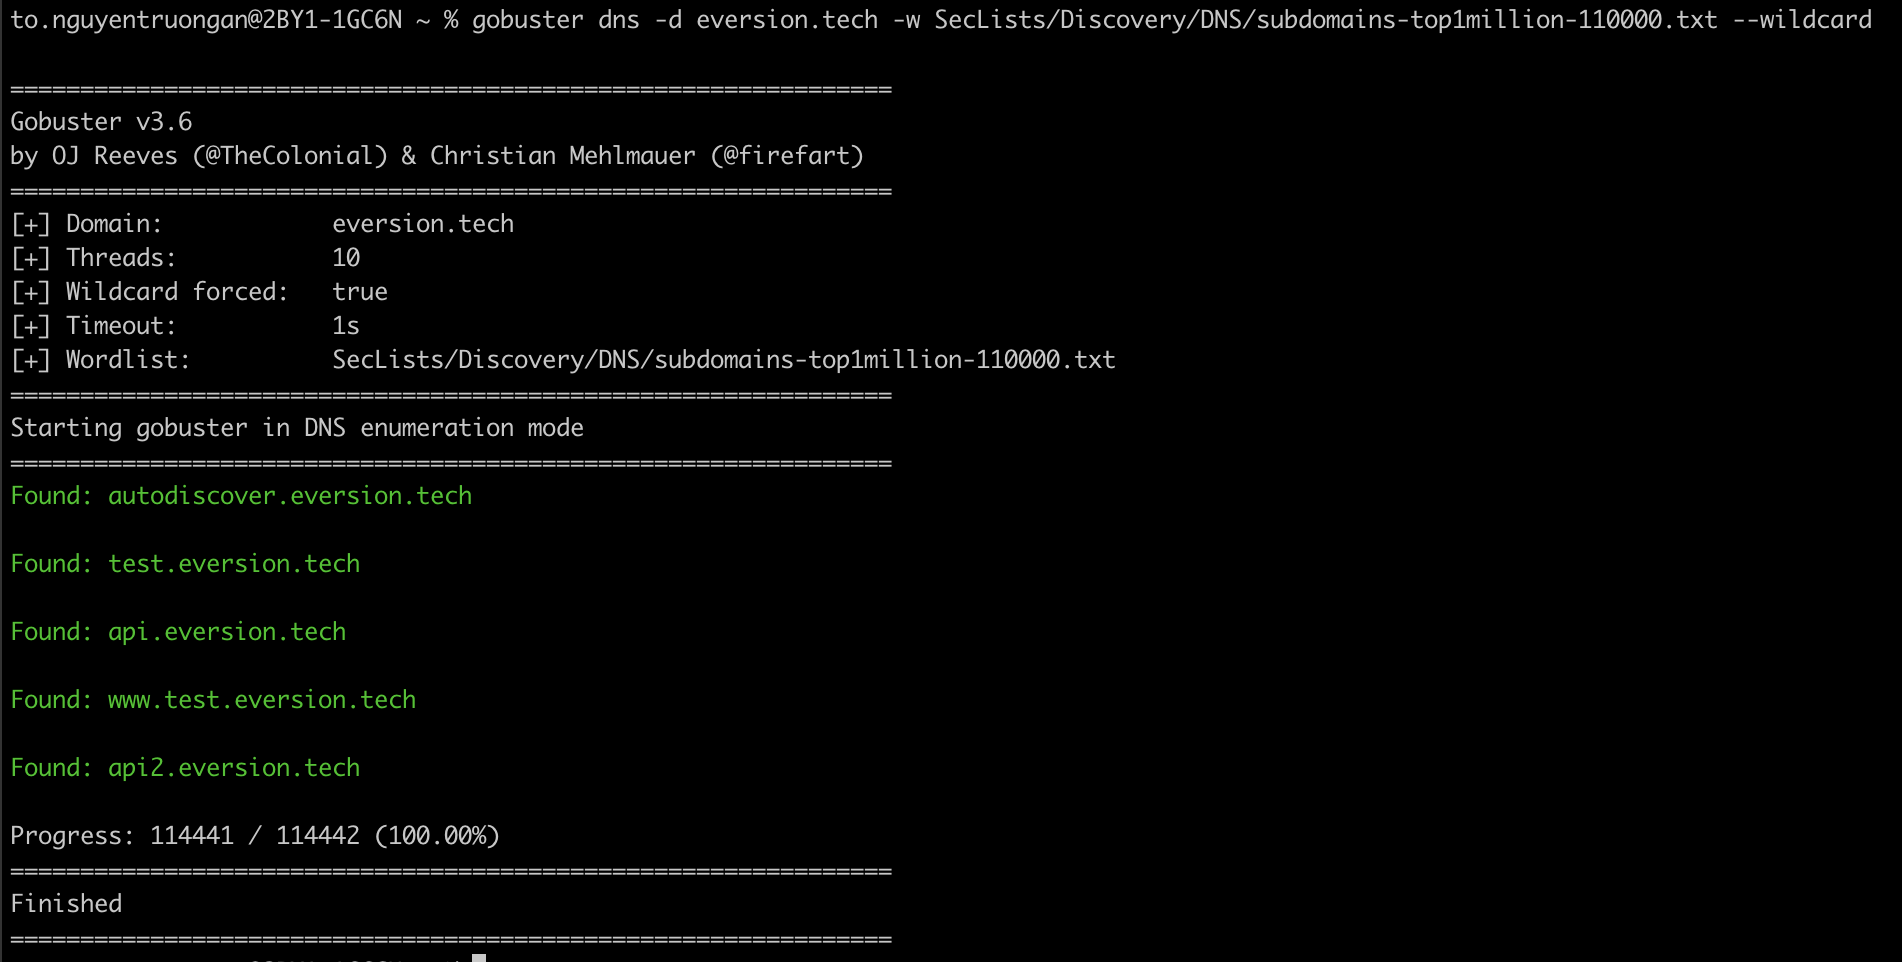 to.nguyentruongan@2BY1-1GC6N ~ % gobuster dns -d eversion.tech -w SecLists/Discovery/DNS/subdomains-top1million-110000.txt --wildcard
===============================================================
Gobuster v3.6
by OJ Reeves (@TheColonial) & Christian Mehlmauer (@firefart)
===============================================================
[+] Domain:            eversion.tech
[+] Threads:           10
[+] Wildcard forced:   true
[+] Timeout:           1s
[+] Wordlist:          SecLists/Discovery/DNS/subdomains-top1million-110000.txt
===============================================================
Starting gobuster in DNS enumeration mode
===============================================================
Found: autodiscover.eversion.tech
Found: test.eversion.tech
Found: api.eversion.tech
Found: www.test.eversion.tech
Found: api2.eversion.tech
Progress: 114441 / 114442 (100.00%)
===============================================================
Finished
===============================================================